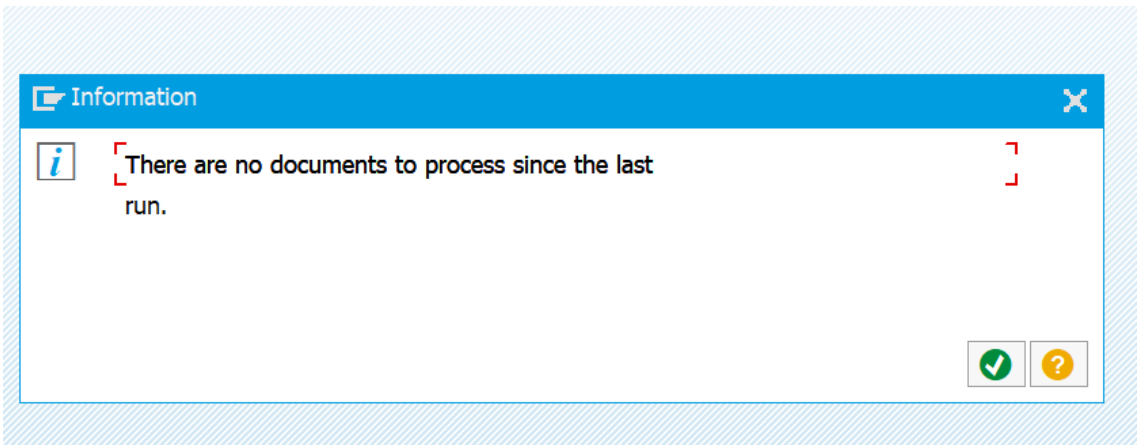 Information
There are no documents to process since the last
run.